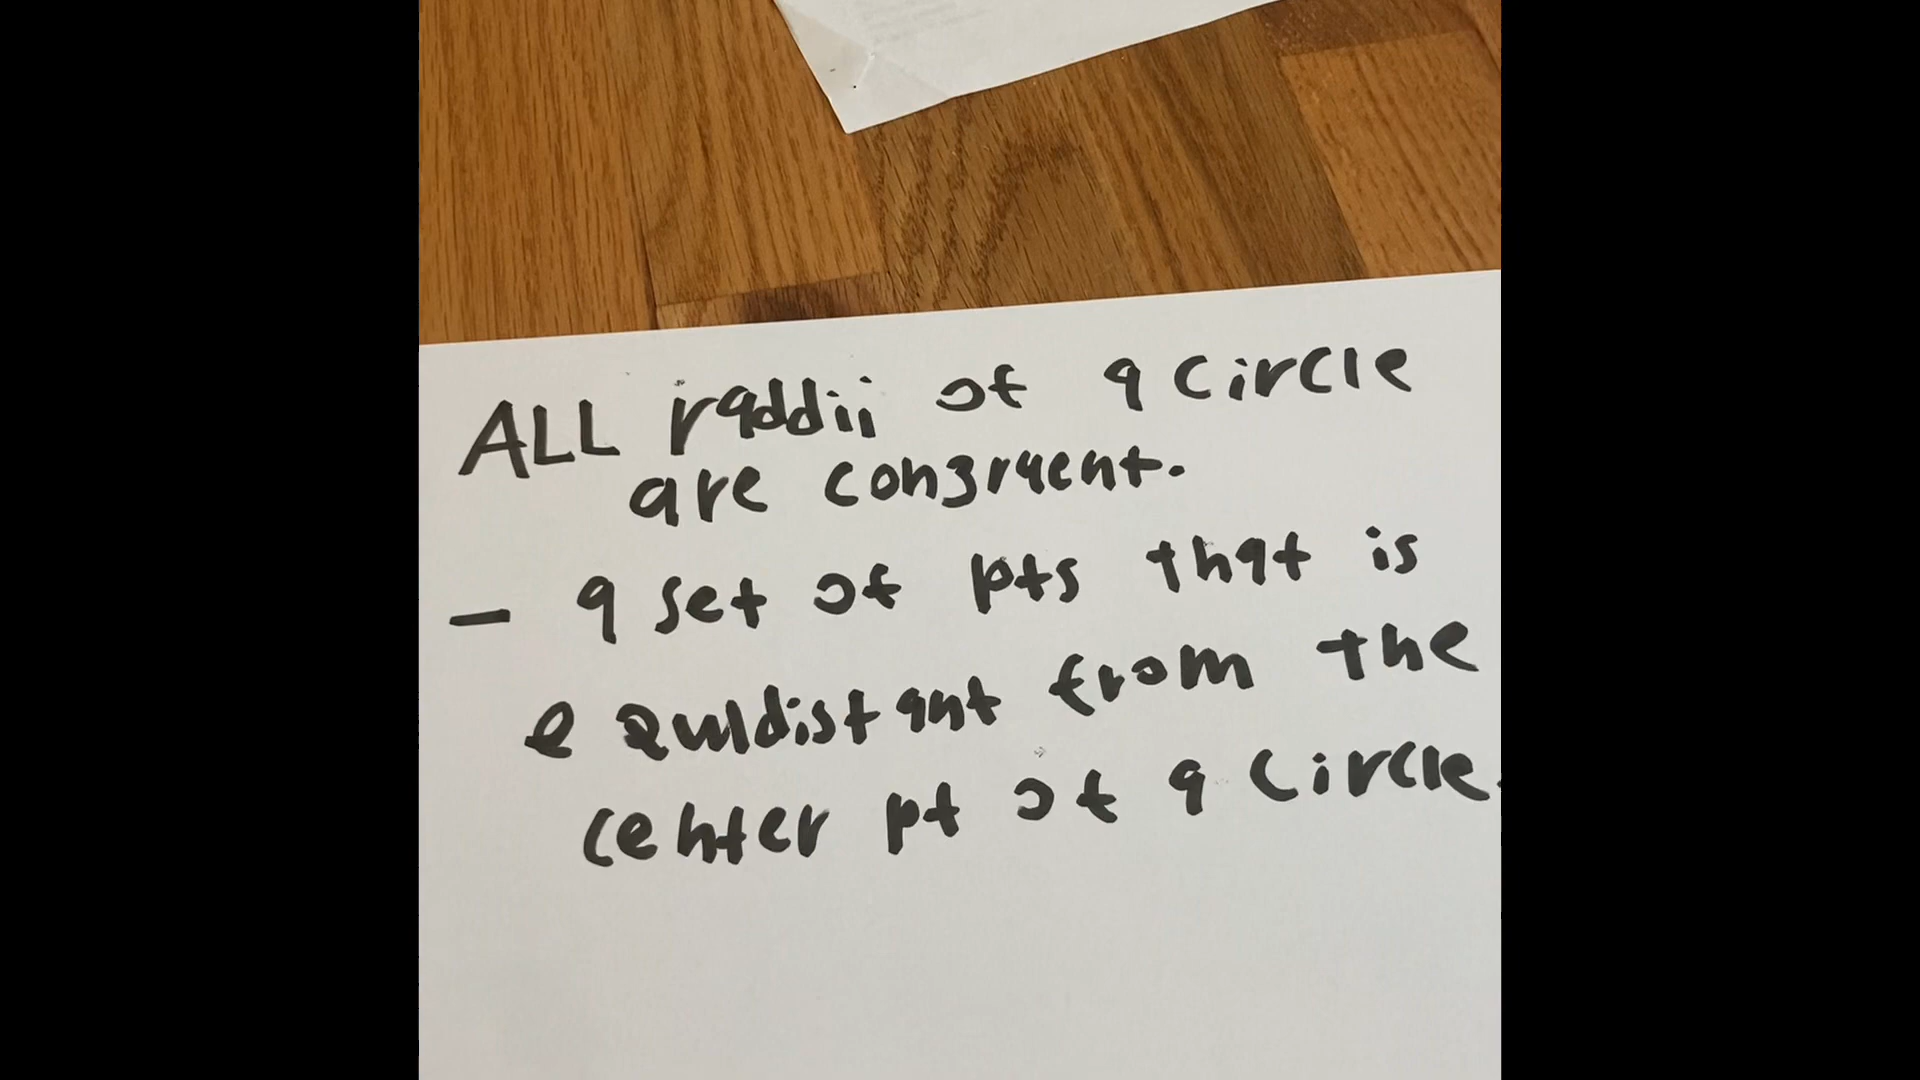 ALL raddii of a circle
are congruent.
- a set of pts that is
equidistant from the
center pt of a circle.